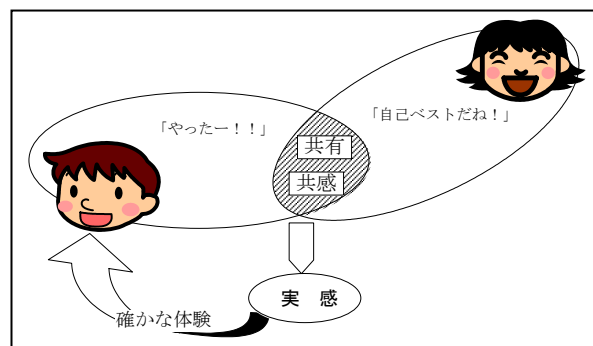 「やったー！！」
「自己ベストだね！」
共有
共感
実　感
確かな体験